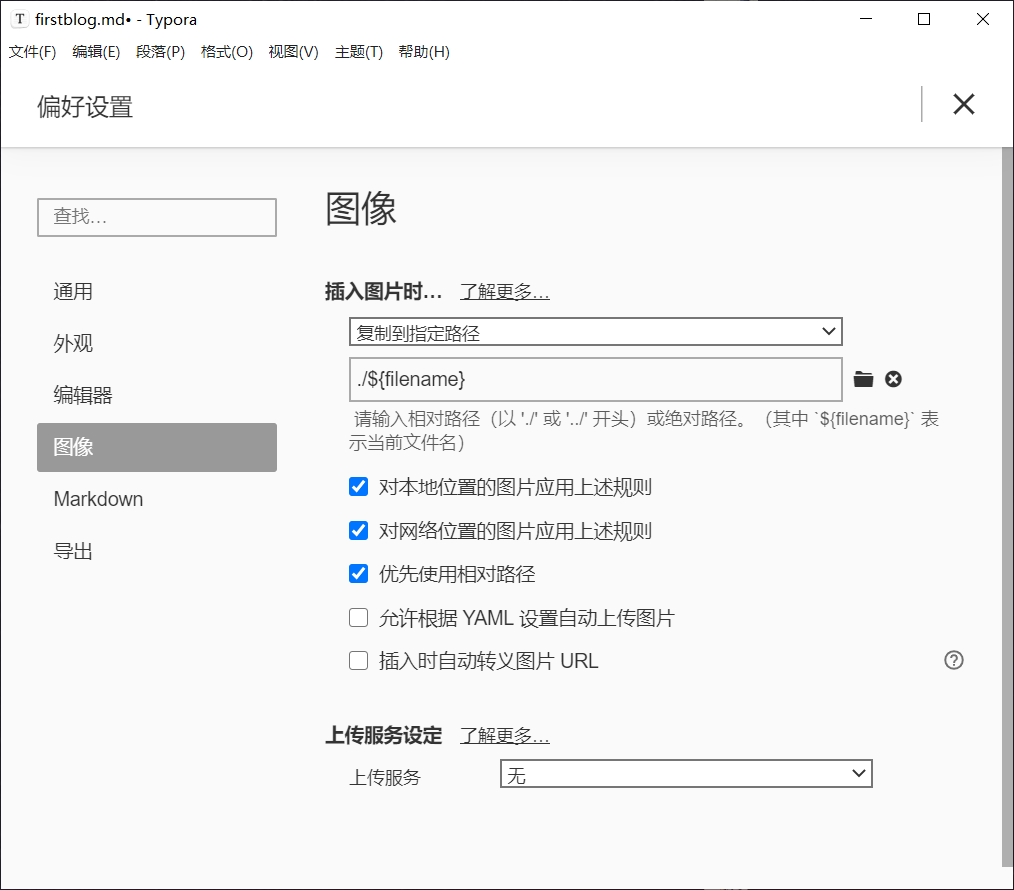 T firstblog.md• - Typora
文件(F) 编辑(E) 段落(P) 格式(O) 视图(V) 主题(T) 帮助(H)
偏好设置
查找...
通用
外观
编辑器
图像
Markdown
导出
图像
插入图片时... 了解更多...
复制到指定路径
./${filename}
请输入相对路径（以 './' 或 '../' 开头）或绝对路径。（其中 `${filename}` 表
示当前文件名）
对本地位置的图片应用上述规则
对网络位置的图片应用上述规则
优先使用相对路径
允许根据 YAML 设置自动上传图片
插入时自动转义图片 URL
上传服务设定 了解更多...
上传服务 无